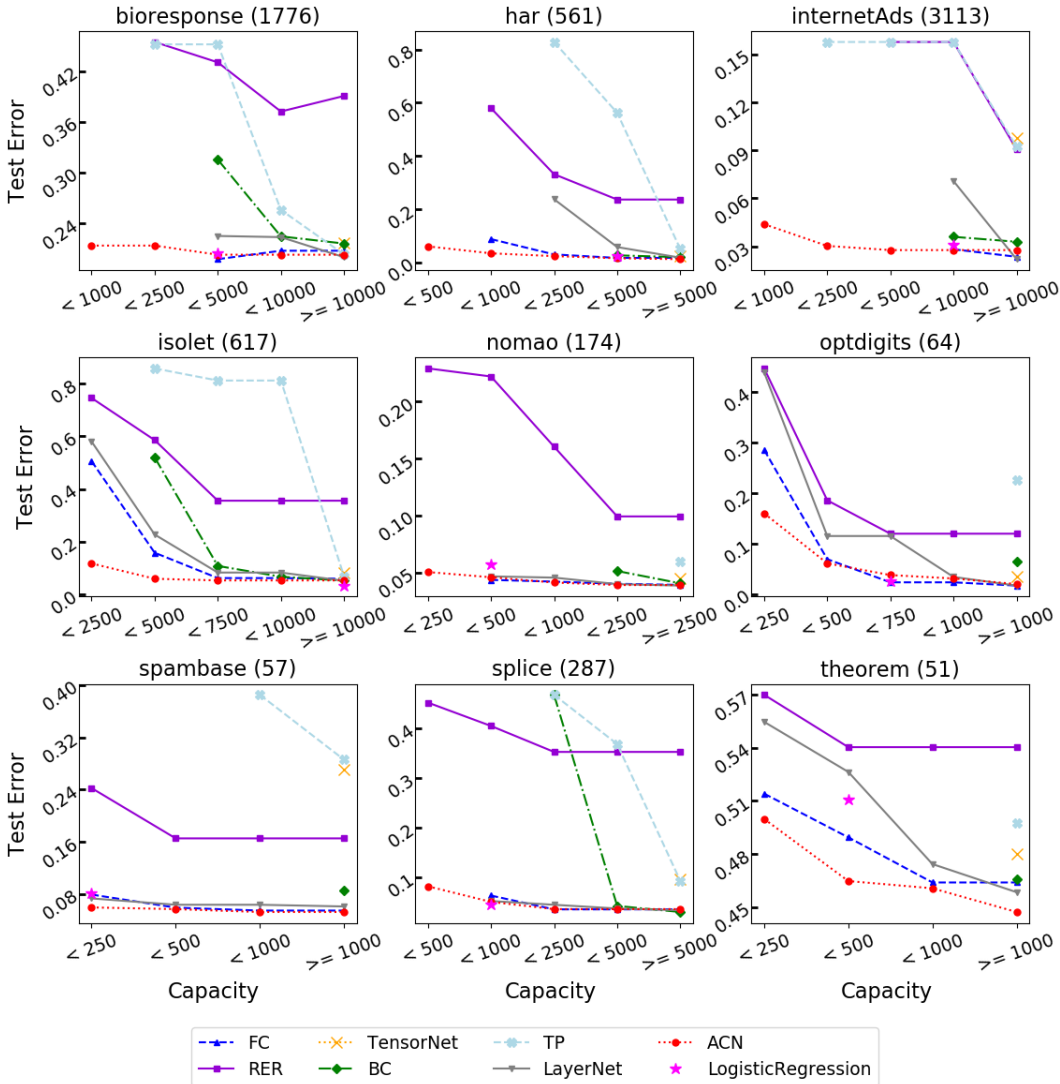 bioresponse (1776) har (561) internetAds (3113)
Test Error
0.42
0.36
0.30
0.24
0.8
0.6
0.4
0.2
0.0
0.15
0.12
0.09
0.06
0.03
< 1000 < 2500 < 5000 < 10000 >= 10000
< 500 < 1000 < 2500 < 5000 >= 5000
< 1000 < 2500 < 5000 < 10000 >= 10000
isolet (617) nomao (174) optdigits (64)
Test Error
0.8
0.6
0.4
0.2
0.0
0.20
0.15
0.10
0.05
0.4
0.3
0.2
0.1
0.0
< 2500 < 5000 < 7500 < 10000 >= 10000
< 250 < 500 < 1000 < 2500 >= 2500
< 250 < 500 < 750 < 1000 >= 1000
spambase (57) splice (287) theorem (51)
Test Error
0.40
0.32
0.24
0.16
0.08
0.4
0.3
0.2
0.1
0.57
0.54
0.51
0.48
0.45
< 250 < 500 < 1000 >= 1000
< 500 < 1000 < 2500 < 5000 >= 5000
< 250 < 500 < 1000 >= 1000
Capacity Capacity Capacity
FC TensorNet TP ACN
RER BC LayerNet LogisticRegression